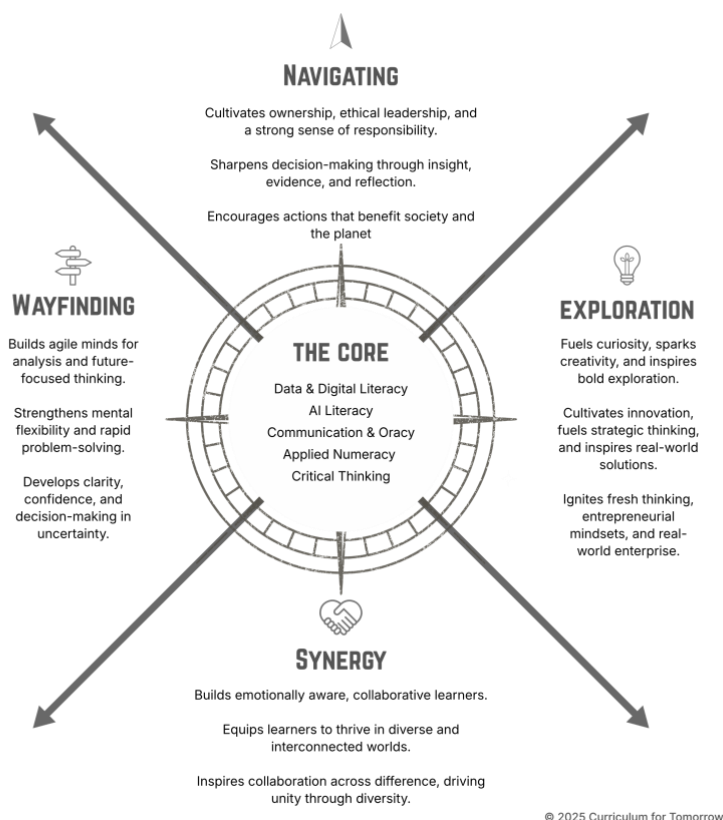 NAVIGATING
Cultivates ownership, ethical leadership, and
a strong sense of responsibility.
Sharpens decision-making through insight,
evidence, and reflection.
Encourages actions that benefit society and
the planet
WAYFINDING
Builds agile minds for
analysis and future-
focused thinking.
Strengthens mental
flexibility and rapid
problem-solving.
Develops clarity,
confidence, and
decision-making in
uncertainty.
THE CORE
Data & Digital Literacy
AI Literacy
Communication & Oracy
Applied Numeracy
Critical Thinking
EXPLORATION
Fuels curiosity, sparks
creativity, and inspires
bold exploration.
Cultivates innovation,
fuels strategic thinking,
and inspires real-world
solutions.
Ignites fresh thinking,
entrepreneurial
mindsets, and real-
world enterprise.
SYNERGY
Builds emotionally aware, collaborative learners.
Equips learners to thrive in diverse and
interconnected worlds.
Inspires collaboration across difference, driving
unity through diversity.
© 2025 Curriculum for Tomorrow